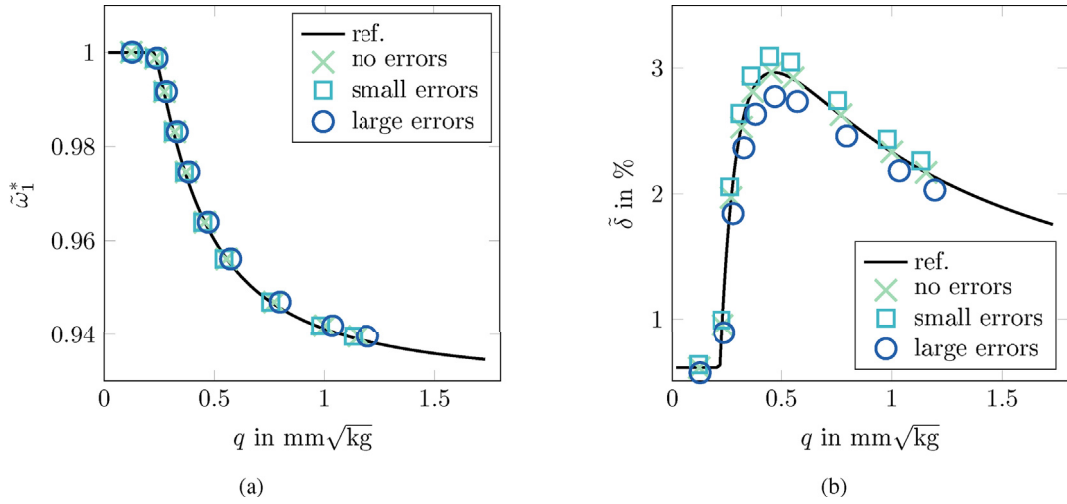 1
0.98
0.96
0.94
ω̃₁*
0
0.5
1
1.5
q in mm√kg
ref.
no errors
small errors
large errors
(a)
3
2
1
δ̃ in %
0
0.5
1
1.5
q in mm√kg
ref.
no errors
small errors
large errors
(b)